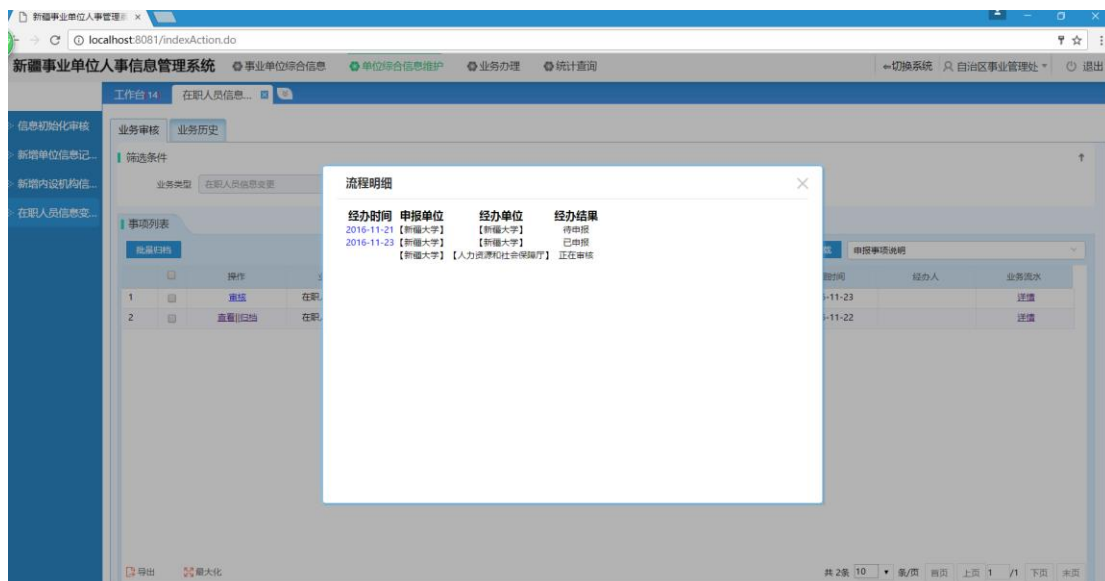 新疆事业单位人事管理系 ×
localhost:8081/indexAction.do
新疆事业单位人事信息管理系统 事业单位综合信息 单位综合信息维护 业务办理 统计查询 切换系统 自治区事业管理处 退出
工作台 14 在职人员信息...
信息初始化审核
新增单位信息记...
新增内设机构信...
在职人员信息变...
业务审核 业务历史
筛选条件
业务类型 在职人员信息变更
流程明细
经办时间 申报单位 经办单位 经办结果
2016-11-21 【新疆大学】 【新疆大学】 待申报
2016-11-23 【新疆大学】 【新疆大学】 已申报
【新疆大学】 【人力资源和社会保障厅】 正在审核
事项列表
批量归档 申报事项说明
操作 时间 经办人 业务流水
1 审核 在职 -11-23 详情
2 查看||归档 在职 -11-22 详情
导出 最大化 共 2条 10 条/页 首页 上页 1 /1 下页 末页